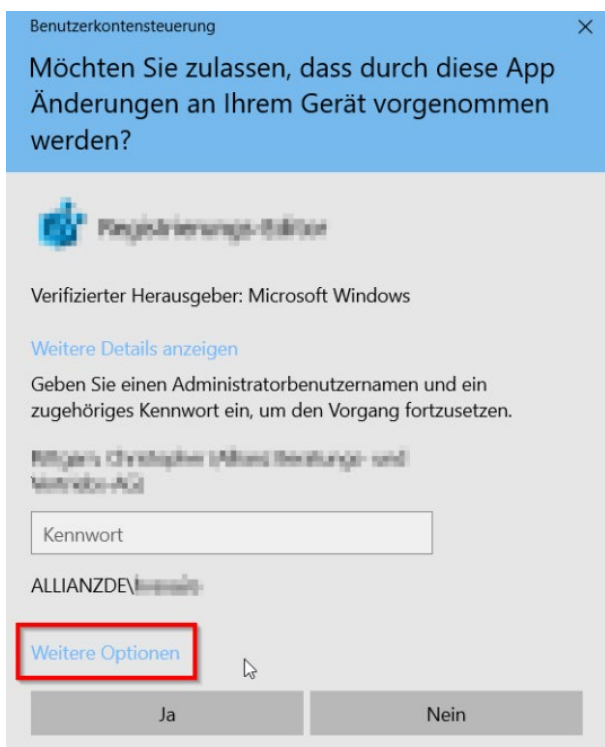 Benutzerkontensteuerung
Möchten Sie zulassen, dass durch diese App
Änderungen an Ihrem Gerät vorgenommen
werden?
Verifizierter Herausgeber: Microsoft Windows
Weitere Details anzeigen
Geben Sie einen Administratorbenutzernamen und ein
zugehöriges Kennwort ein, um den Vorgang fortzusetzen.
Kennwort
ALLIANZDE\
Weitere Optionen
Ja
Nein